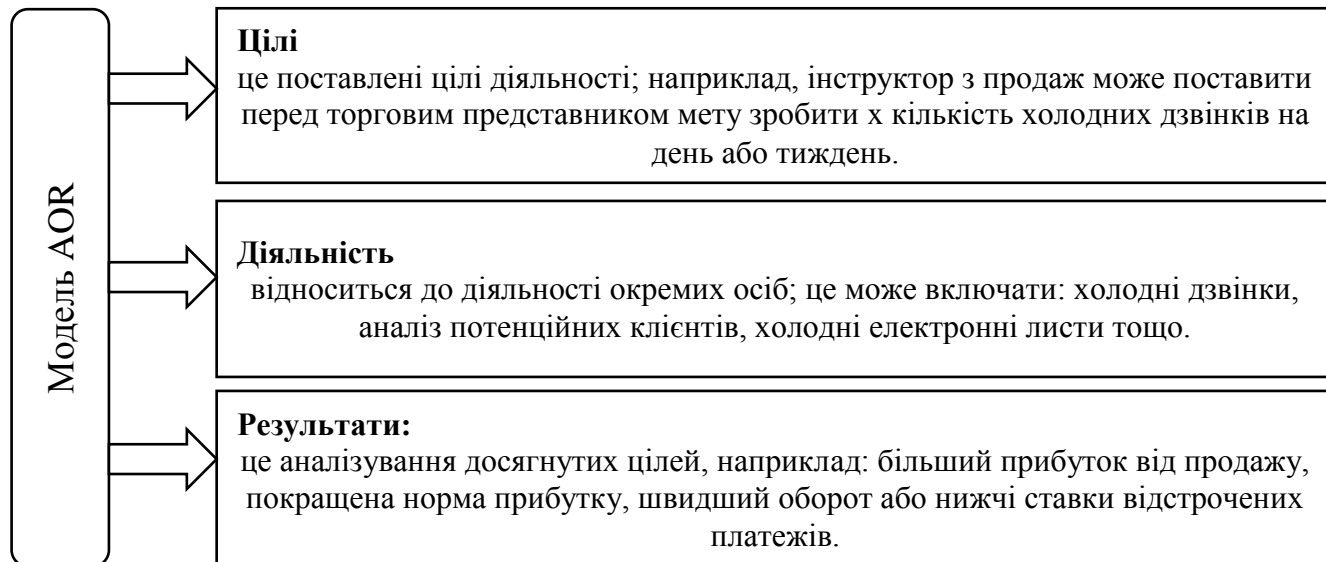 Модель AOR
Цілі
це поставлені цілі діяльності; наприклад, інструктор з продаж може поставити
перед торговим представником мету зробити x кількість холодних дзвінків на
день або тиждень.
Діяльність
відноситься до діяльності окремих осіб; це може включати: холодні дзвінки,
аналіз потенційних клієнтів, холодні електронні листи тощо.
Результати:
це аналізування досягнутих цілей, наприклад: більший прибуток від продажу,
покращена норма прибутку, швидший оборот або нижчі ставки відстрочених
платежів.